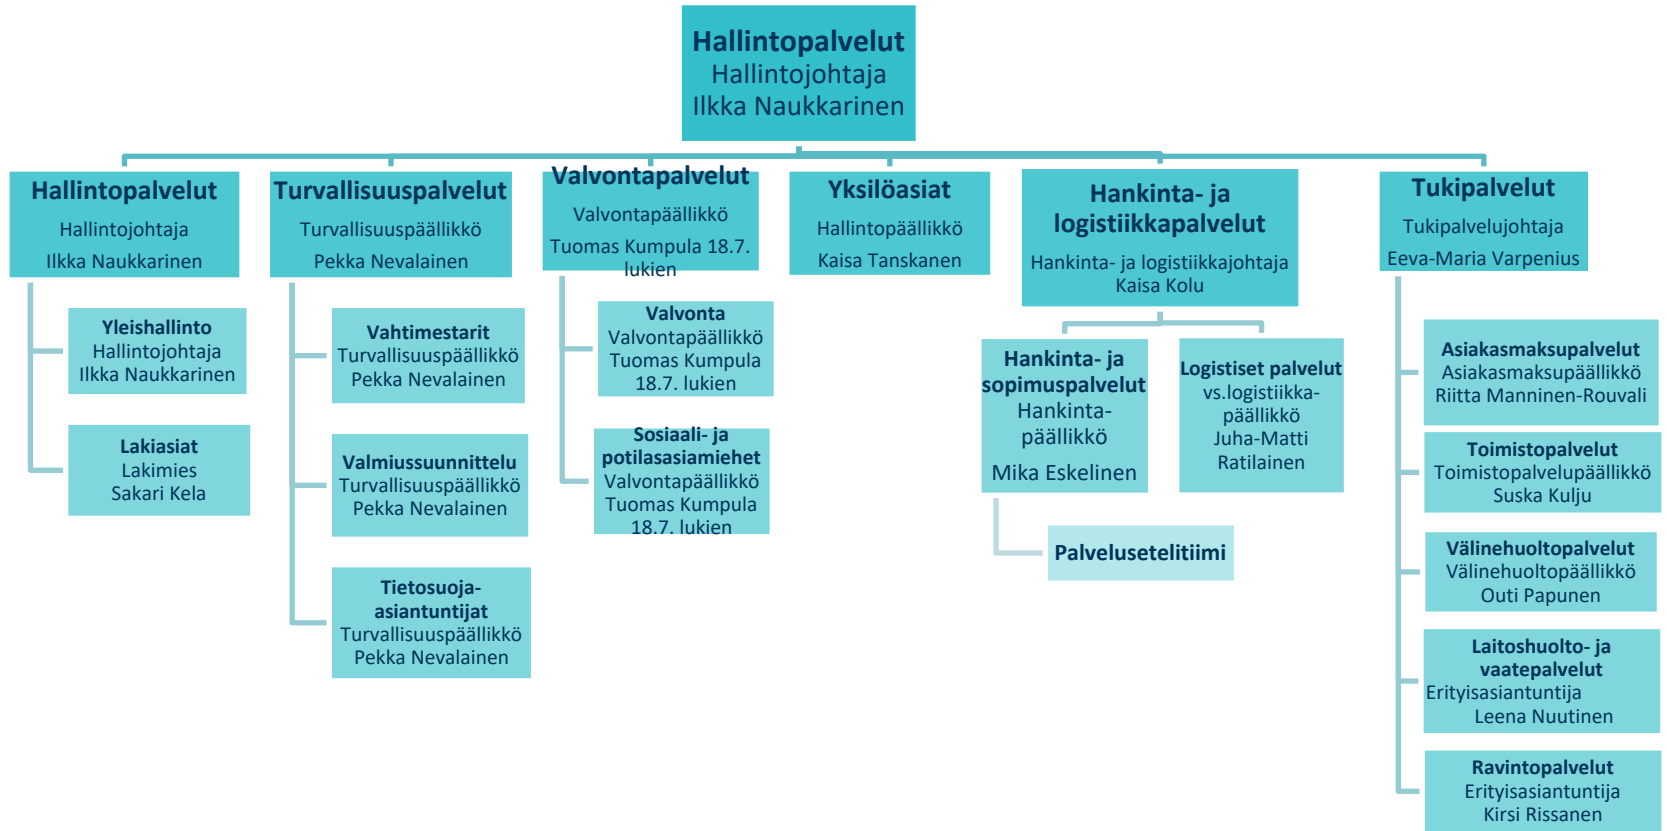 Hallintopalvelut
Hallintojohtaja
Ilkka Naukkarinen
Hallintopalvelut
Hallintojohtaja
Ilkka Naukkarinen
Yleishallinto
Hallintojohtaja
Ilkka Naukkarinen
Lakiasiat
Lakimies
Sakari Kela
Turvallisuuspalvelut
Turvallisuuspäällikkö
Pekka Nevalainen
Vahtimestarit
Turvallisuuspäällikkö
Pekka Nevalainen
Valmiussuunnittelu
Turvallisuuspäällikkö
Pekka Nevalainen
Tietosuoja-
asiantuntijat
Turvallisuuspäällikkö
Pekka Nevalainen
Valvontapalvelut
Valvontapäällikkö
Tuomas Kumpula 18.7.
lukien
Valvonta
Valvontapäällikkö
Tuomas Kumpula
18.7. lukien
Sosiaali- ja
potilasasiamiehet
Valvontapäällikkö
Tuomas Kumpula
18.7. lukien
Yksilöasiat
Hallintopäällikkö
Kaisa Tanskanen
Hankinta- ja
logistiikkapalvelut
Hankinta- ja logistiikkajohtaja
Kaisa Kolu
Hankinta- ja
sopimuspalvelut
Hankinta-
päällikkö
Mika Eskelinen
Palvelusetelitiimi
Logistiset palvelut
vs.logistiikka-
päällikkö
Juha-Matti
Ratilainen
Tukipalvelut
Tukipalvelujohtaja
Eeva-Maria Varpenius
Asiakasmaksupalvelut
Asiakasmaksupäällikkö
Riitta Manninen-Rouvali
Toimistopalvelut
Toimistopalvelupäällikkö
Suska Kulju
Välinehuoltopalvelut
Välinehuoltopäällikkö
Outi Papunen
Laitoshuolto- ja
vaatepalvelut
Erityisasiantuntija
Leena Nuutinen
Ravintopalvelut
Erityisasiantuntija
Kirsi Rissanen